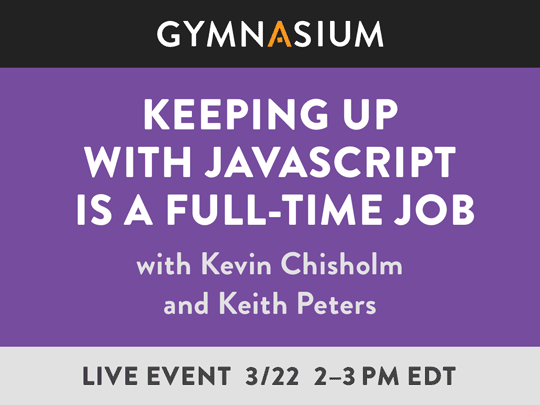 GYMNASIUM
KEEPING UP
WITH JAVASCRIPT
IS A FULL-TIME JOB
with Kevin Chisholm
and Keith Peters
LIVE EVENT 3/22 2–3 PM EDT